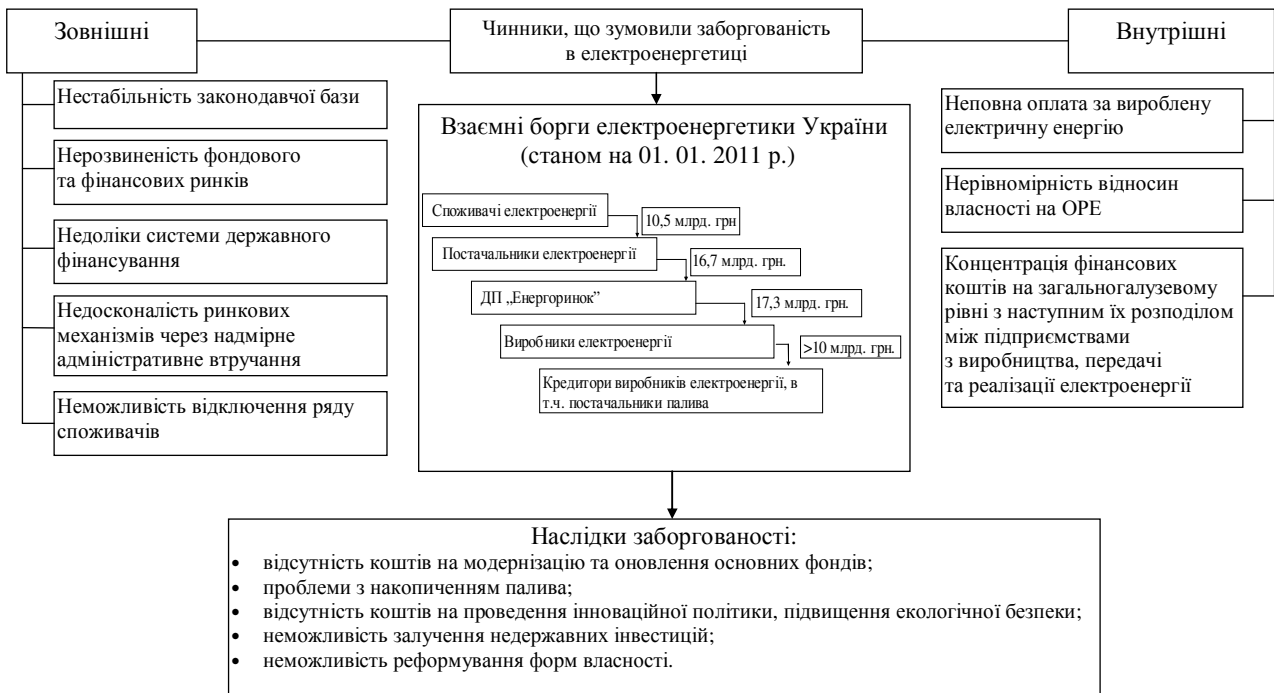 Зовнішні
Чинники, що зумовили заборгованість
в електроенергетиці
Внутрішні
Нестабільність законодавчої бази
Нерозвиненість фондового
та фінансових ринків
Недоліки системи державного
фінансування
Недосконалість ринкових
механізмів через надмірне
адміністративне втручання
Неможливість відключення ряду
споживачів
Взаємні борги електроенергетики України
(станом на 01. 01. 2011 р.)
Споживачі електроенергії
10,5 млрд. грн
Постачальники електроенергії
16,7 млрд. грн.
ДП „Енергоринок”
17,3 млрд. грн.
Виробники електроенергії
>10 млрд. грн.
Кредитори виробників електроенергії, в
т.ч. постачальники палива
Неповна оплата за вироблену
електричну енергію
Нерівномірність відносин
власності на ОРЕ
Концентрація фінансових
коштів на загальногалузевому
рівні з наступним їх розподілом
між підприємствами
з виробництва, передачі
та реалізації електроенергії
Наслідки заборгованості:
• відсутність коштів на модернізацію та оновлення основних фондів;
• проблеми з накопиченням палива;
• відсутність коштів на проведення інноваційної політики, підвищення екологічної безпеки;
• неможливість залучення недержавних інвестицій;
• неможливість реформування форм власності.